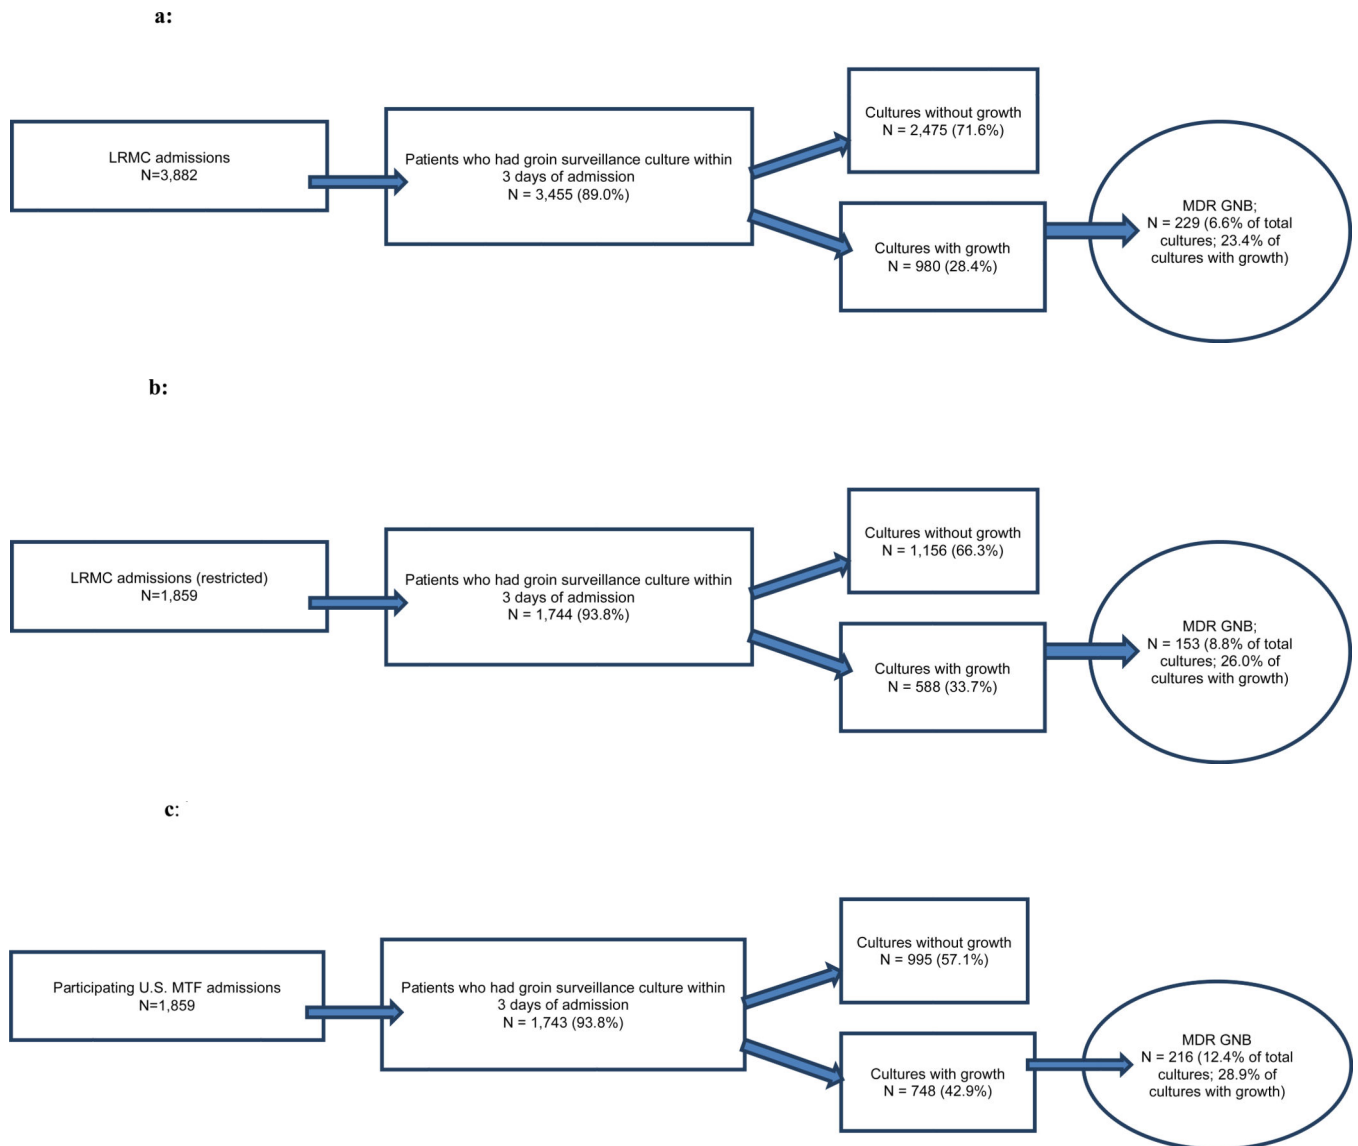 a:
LRMC admissions
N=3,882
Patients who had groin surveillance culture within
3 days of admission
N = 3,455 (89.0%)
Cultures without growth
N = 2,475 (71.6%)
Cultures with growth
N = 980 (28.4%)
MDR GNB;
N = 229 (6.6% of total
cultures; 23.4% of
cultures with growth)
b:
LRMC admissions (restricted)
N=1,859
Patients who had groin surveillance culture within
3 days of admission
N = 1,744 (93.8%)
Cultures without growth
N = 1,156 (66.3%)
Cultures with growth
N = 588 (33.7%)
MDR GNB;
N = 153 (8.8% of total
cultures; 26.0% of
cultures with growth)
c:
Participating U.S. MTF admissions
N=1,859
Patients who had groin surveillance culture within
3 days of admission
N = 1,743 (93.8%)
Cultures without growth
N = 995 (57.1%)
Cultures with growth
N = 748 (42.9%)
MDR GNB
N = 216 (12.4% of total
cultures; 28.9% of
cultures with growth)